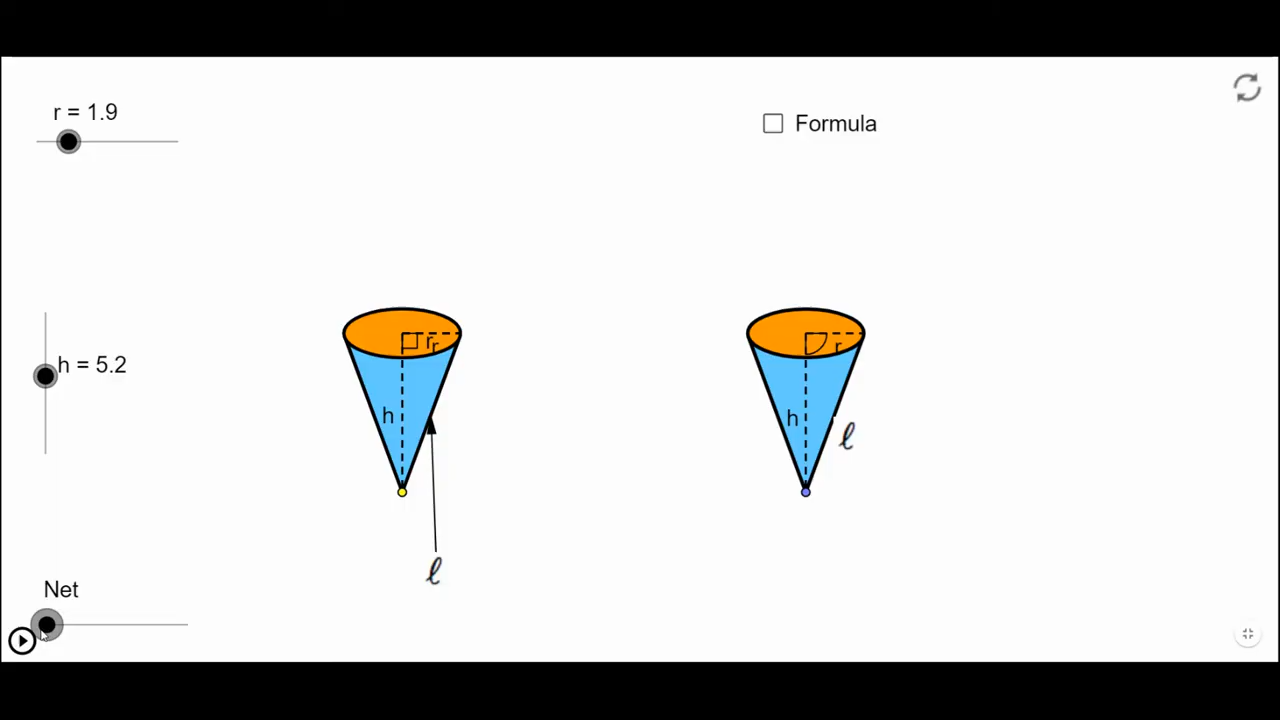 r = 1.9
Formula
h = 5.2
r
r
h
ℓ
r
h
ℓ
Net